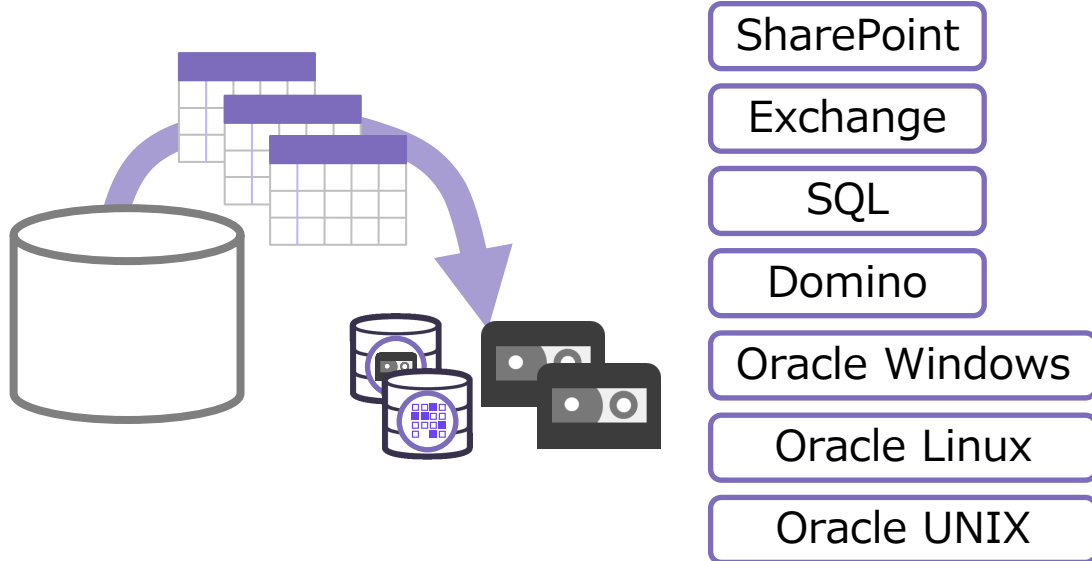 SharePoint
Exchange
SQL
Domino
Oracle Windows
Oracle Linux
Oracle UNIX